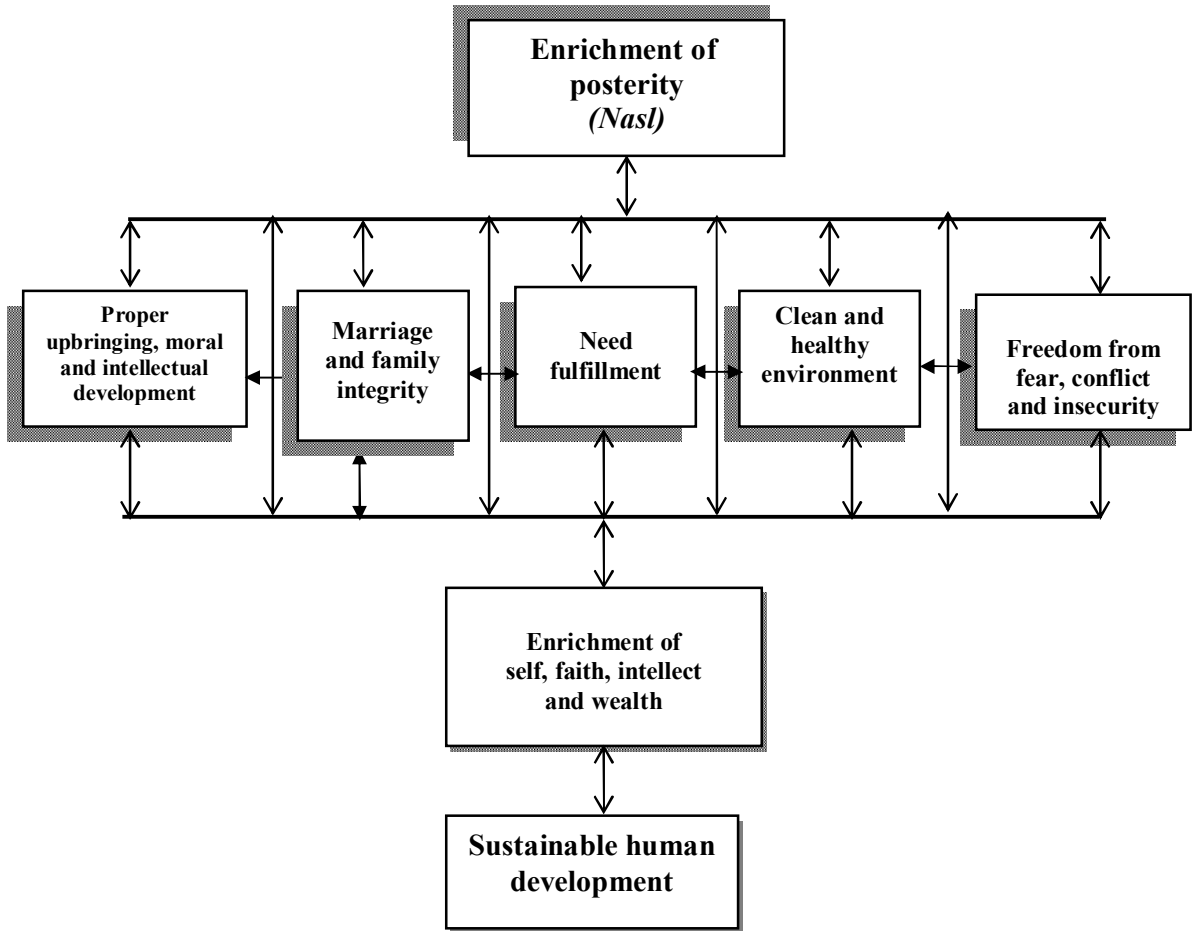 Enrichment of
posterity
(Nasl)
Proper
upbringing, moral
and intellectual
development
Marriage
and family
integrity
Need
fulfillment
Clean and
healthy
environment
Freedom from
fear, conflict
and insecurity
Enrichment of
self, faith, intellect
and wealth
Sustainable human
development